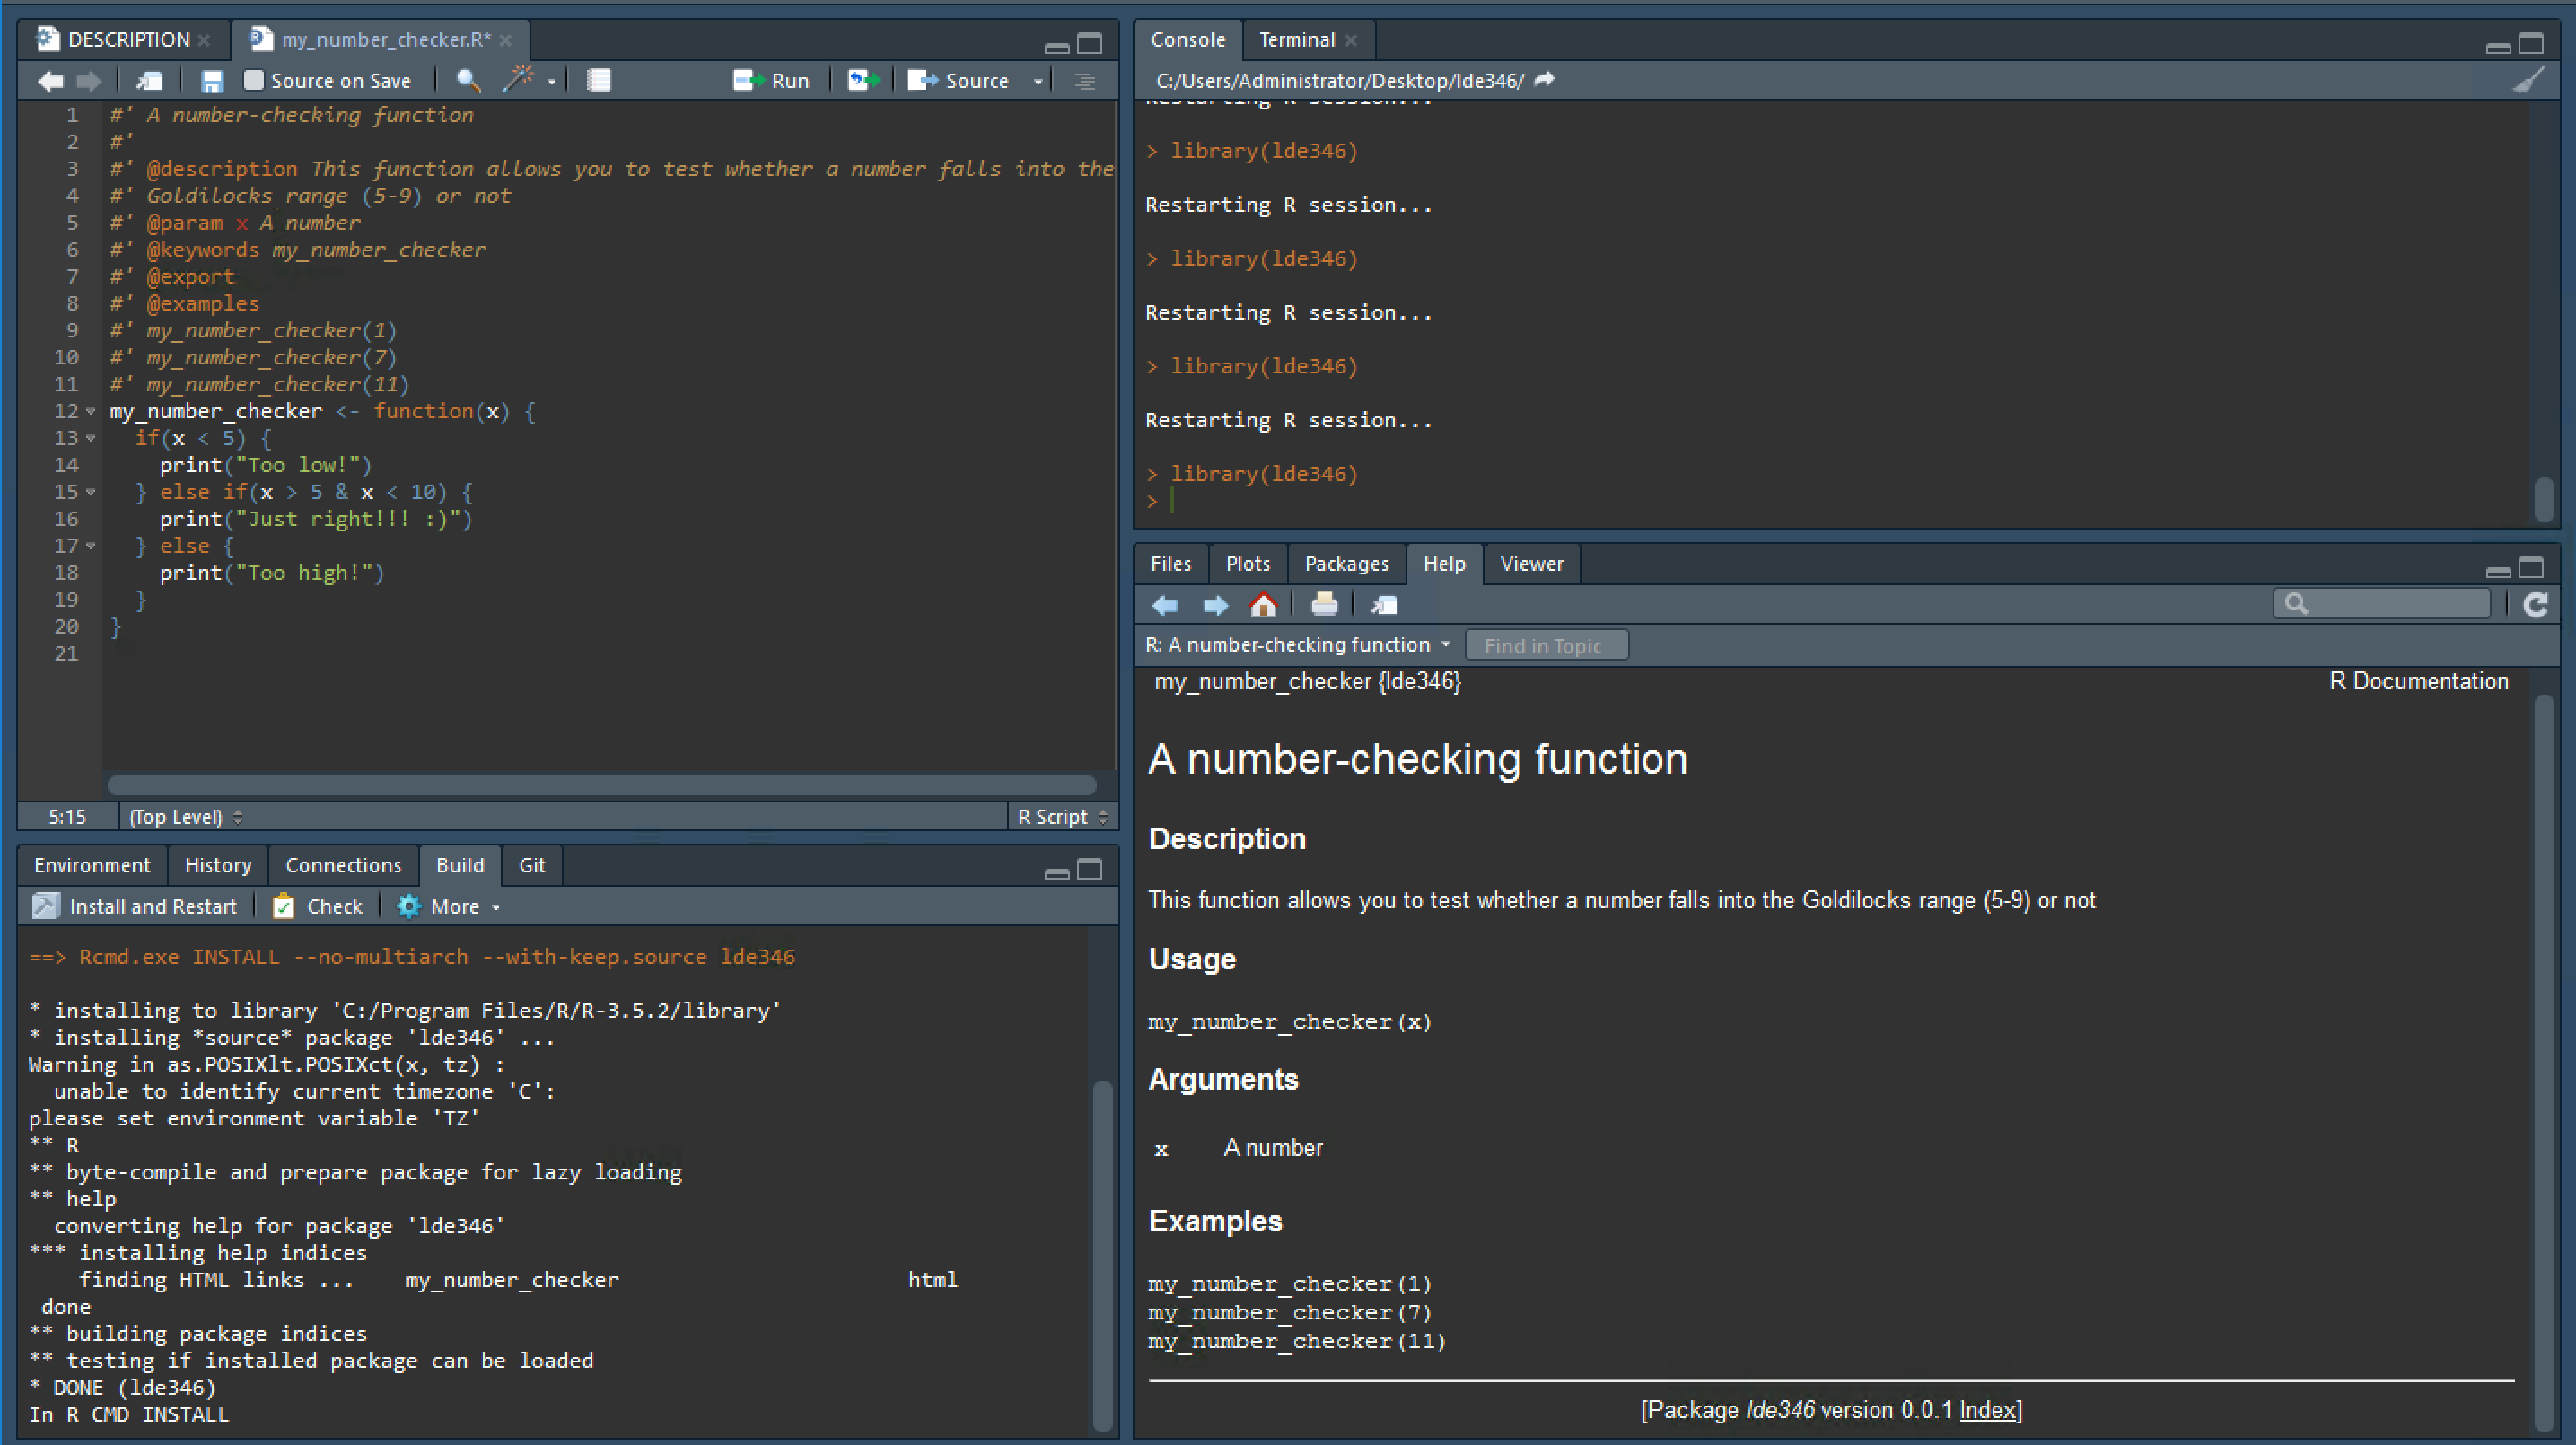 DESCRIPTION
my_number_checker.R*
Source on Save
Run
Source
1 #' A number-checking function
2 #'
3 #' @description This function allows you to test whether a number falls into the
4 #' Goldilocks range (5-9) or not
5 #' @param x A number
6 #' @keywords my_number_checker
7 #' @export
8 #' @examples
9 #' my_number_checker(1)
10 #' my_number_checker(7)
11 #' my_number_checker(11)
12 my_number_checker <- function(x) {
13   if(x < 5) {
14     print("Too low!")
15   } else if(x > 5 & x < 10) {
16     print("Just right!!! :)")
17   } else {
18     print("Too high!")
19   }
20 }
21
5:15 (Top Level) R Script
Environment History Connections Build Git
Install and Restart Check More
==> Rcmd.exe INSTALL --no-multiarch --with-keep.source lde346
* installing to library 'C:/Program Files/R/R-3.5.2/library'
* installing *source* package 'lde346' ...
Warning in as.POSIXlt.POSIXct(x, tz) :
  unable to identify current timezone 'C':
please set environment variable 'TZ'
** R
** byte-compile and prepare package for lazy loading
** help
  converting help for package 'lde346'
*** installing help indices
    finding HTML links ...    my_number_checker                       html
 done
** building package indices
** testing if installed package can be loaded
* DONE (lde346)
In R CMD INSTALL
Console Terminal
C:/Users/Administrator/Desktop/lde346/
Restarting R session...
> library(lde346)
Restarting R session...
> library(lde346)
Restarting R session...
> library(lde346)
Restarting R session...
> library(lde346)
>
Files Plots Packages Help Viewer
R: A number-checking function Find in Topic
my_number_checker {lde346} R Documentation
A number-checking function
Description
This function allows you to test whether a number falls into the Goldilocks range (5-9) or not
Usage
my_number_checker(x)
Arguments
x A number
Examples
my_number_checker(1)
my_number_checker(7)
my_number_checker(11)
[Package lde346 version 0.0.1 Index]